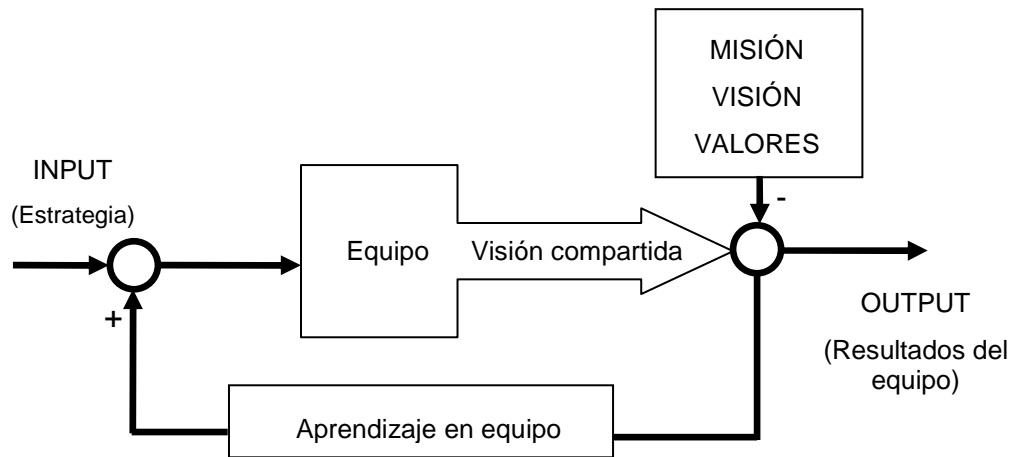 MISIÓN
VISIÓN
VALORES
INPUT
(Estrategia)
-
Equipo
Visión compartida
+
OUTPUT
(Resultados del
equipo)
Aprendizaje en equipo